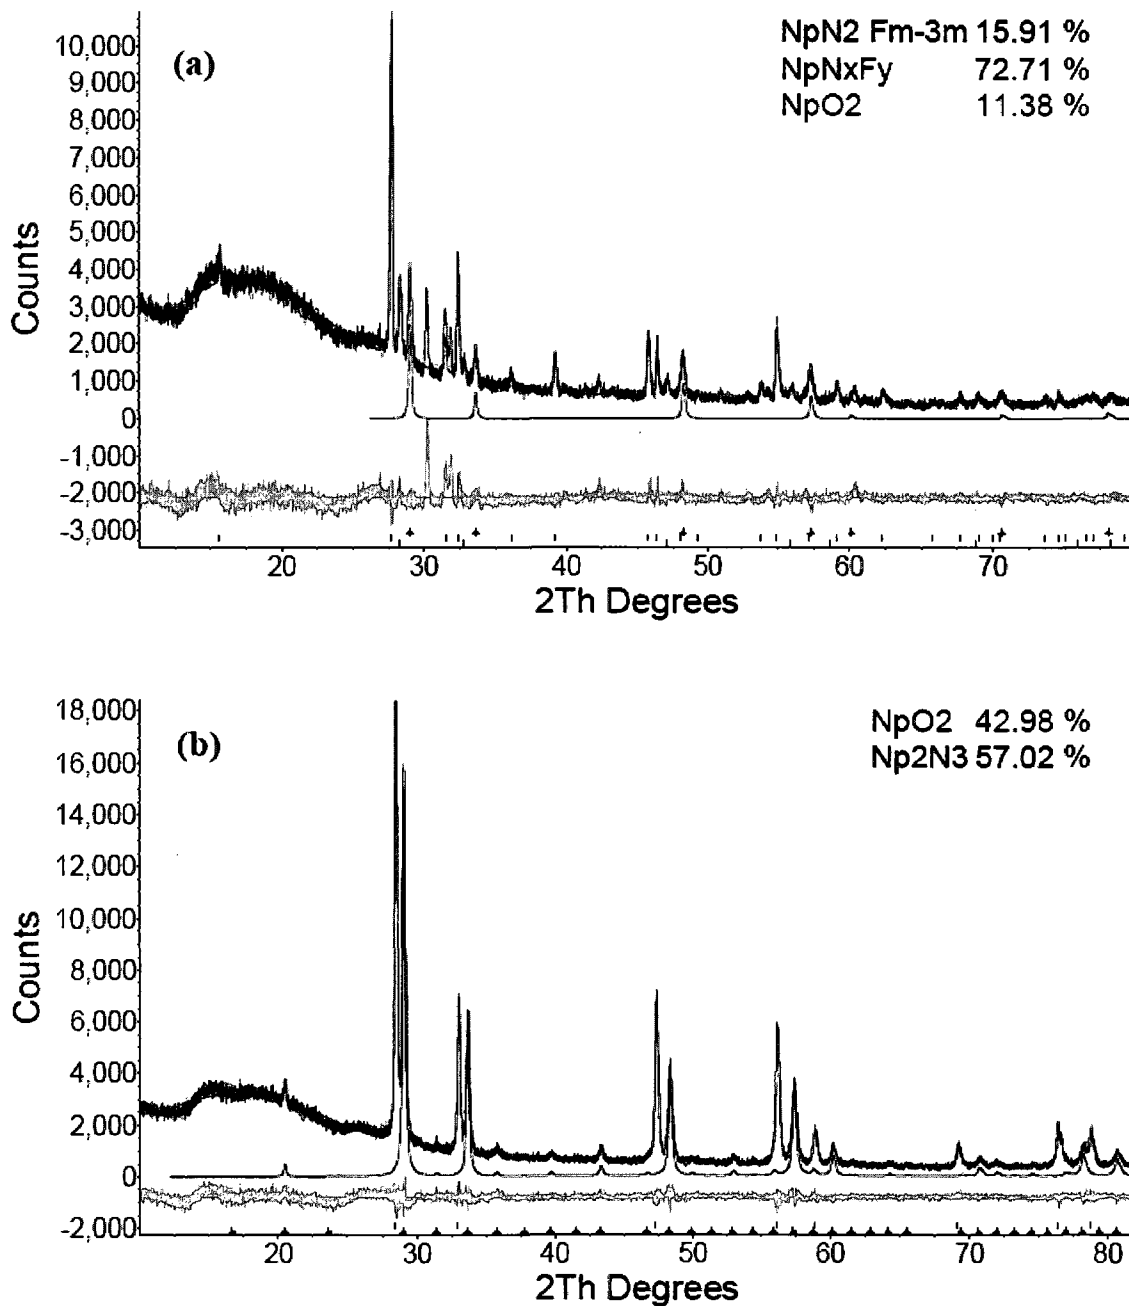 (a)
NpN2 Fm-3m 15.91 %
NpNxFy 72.71 %
NpO2 11.38 %
10,000
9,000
8,000
7,000
6,000
5,000
4,000
3,000
2,000
1,000
0
-1,000
-2,000
-3,000
Counts
20 30 40 50 60 70
2Th Degrees
(b)
NpO2 42.98 %
Np2N3 57.02 %
18,000
16,000
14,000
12,000
10,000
8,000
6,000
4,000
2,000
0
-2,000
Counts
20 30 40 50 60 70 80
2Th Degrees